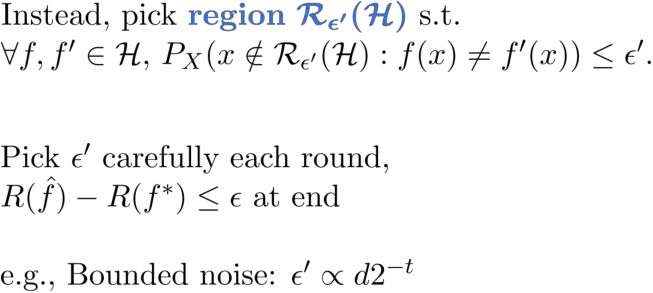 Instead, pick region $\mathcal{R}_{\epsilon'}(\mathcal{H})$ s.t.
$\forall f, f' \in \mathcal{H}, P_X(x \notin \mathcal{R}_{\epsilon'}(\mathcal{H}) : f(x) \neq f'(x)) \leq \epsilon'.$
Pick $\epsilon'$ carefully each round,
$R(\hat{f}) - R(f^*) \leq \epsilon$ at end
e.g., Bounded noise: $\epsilon' \propto d2^{-t}$